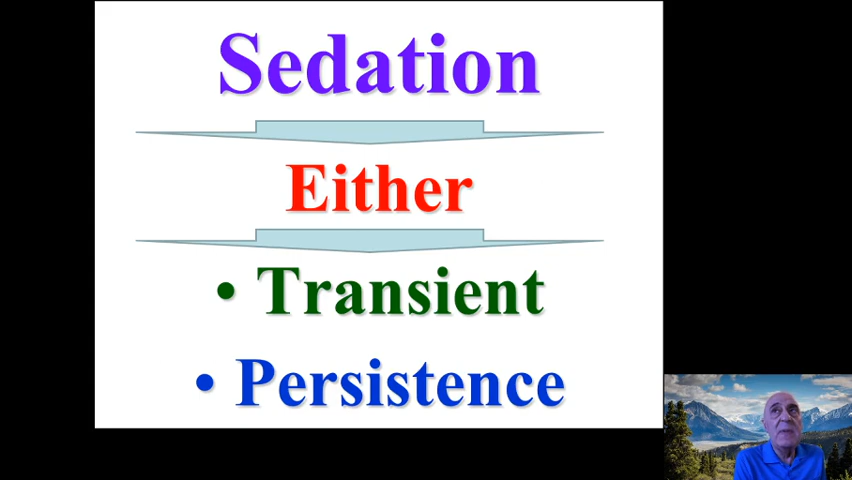 Sedation
Either
• Transient
• Persistence